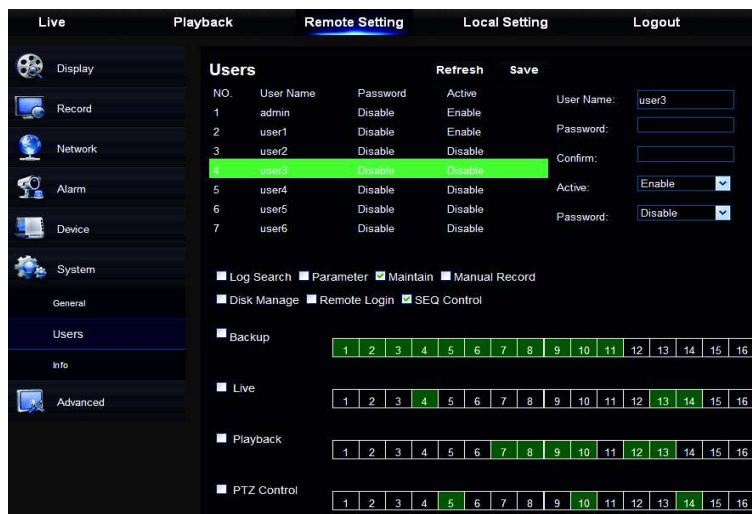 Live Playback Remote Setting Local Setting Logout
Display
Record
Network
Alarm
Device
System
General
Users
Info
Advanced
Users Refresh Save
NO. User Name Password Active
1 admin Disable Enable
2 user1 Disable Enable
3 user2 Disable Disable
4 user3 Disable Disable
5 user4 Disable Disable
6 user5 Disable Disable
7 user6 Disable Disable
User Name: user3
Password:
Confirm:
Active: Enable
Password: Disable
Log Search Parameter Maintain Manual Record
Disk Manage Remote Login SEQ Control
Backup
1 2 3 4 5 6 7 8 9 10 11 12 13 14 15 16
Live
1 2 3 4 5 6 7 8 9 10 11 12 13 14 15 16
Playback
1 2 3 4 5 6 7 8 9 10 11 12 13 14 15 16
PTZ Control
1 2 3 4 5 6 7 8 9 10 11 12 13 14 15 16